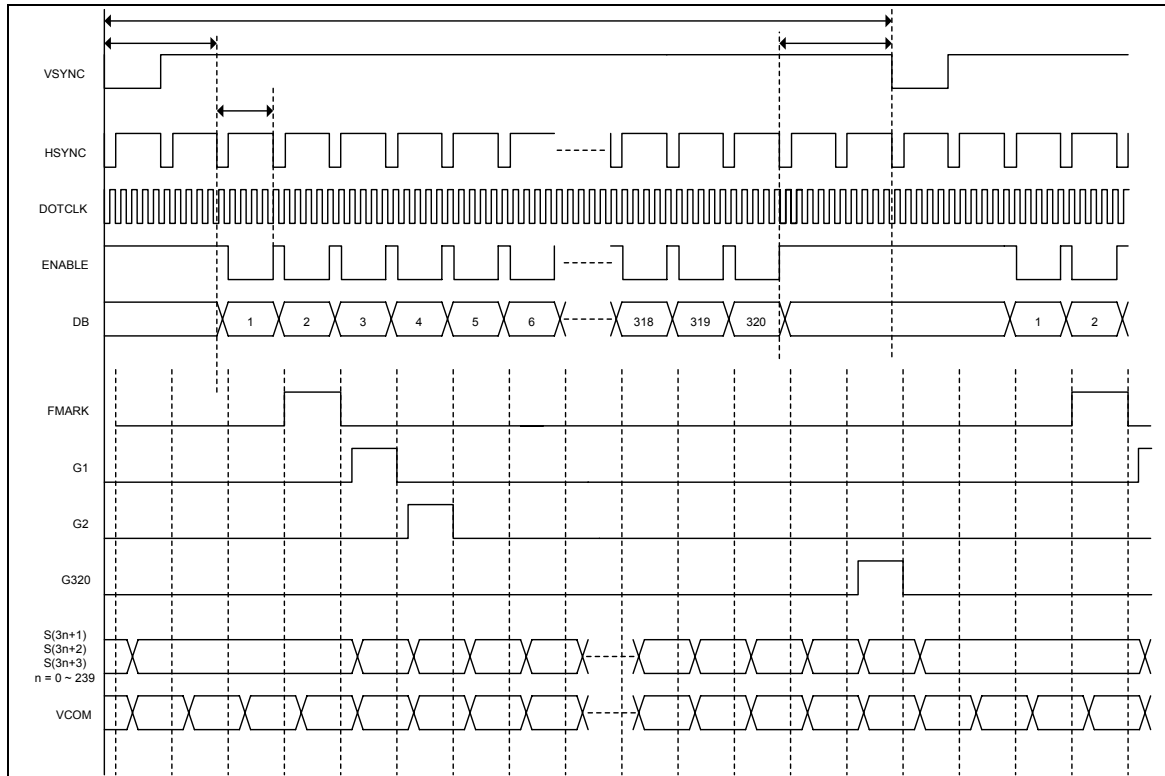 VSYNC
HSYNC
DOTCLK
ENABLE
DB
1 2 3 4 5 6 318 319 320 1 2
FMARK
G1
G2
G320
S(3n+1)
S(3n+2)
S(3n+3)
n = 0 ~ 239
VCOM